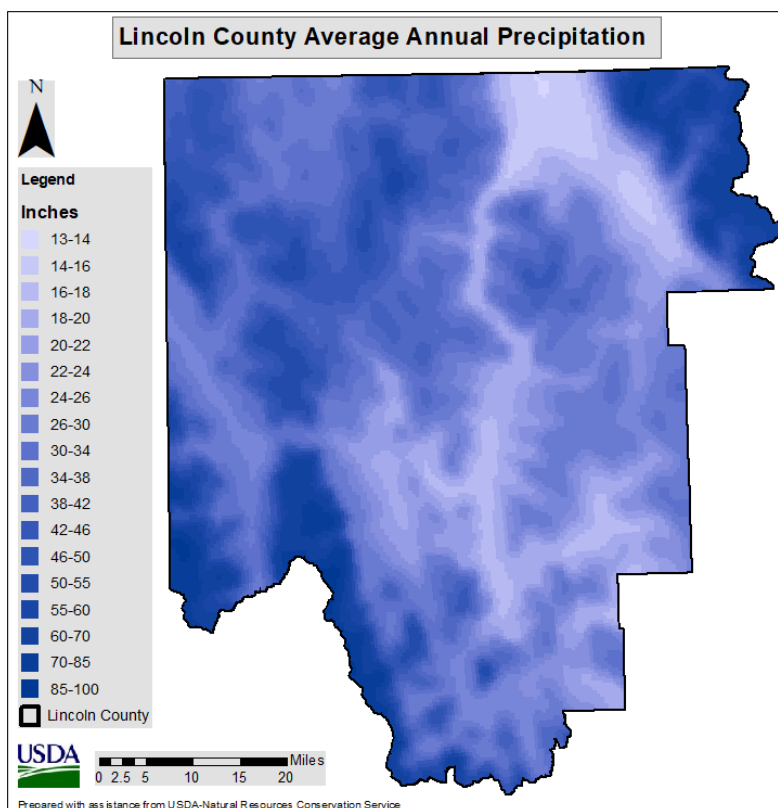 Lincoln County Average Annual Precipitation
N
Legend
Inches
13-14
14-16
16-18
18-20
20-22
22-24
24-26
26-30
30-34
34-38
38-42
42-46
46-50
50-55
55-60
60-70
70-85
85-100
Lincoln County
USDA
Miles
0 2.5 5 10 15 20
Prepared with assistance from USDA-Natural Resources Conservation Service